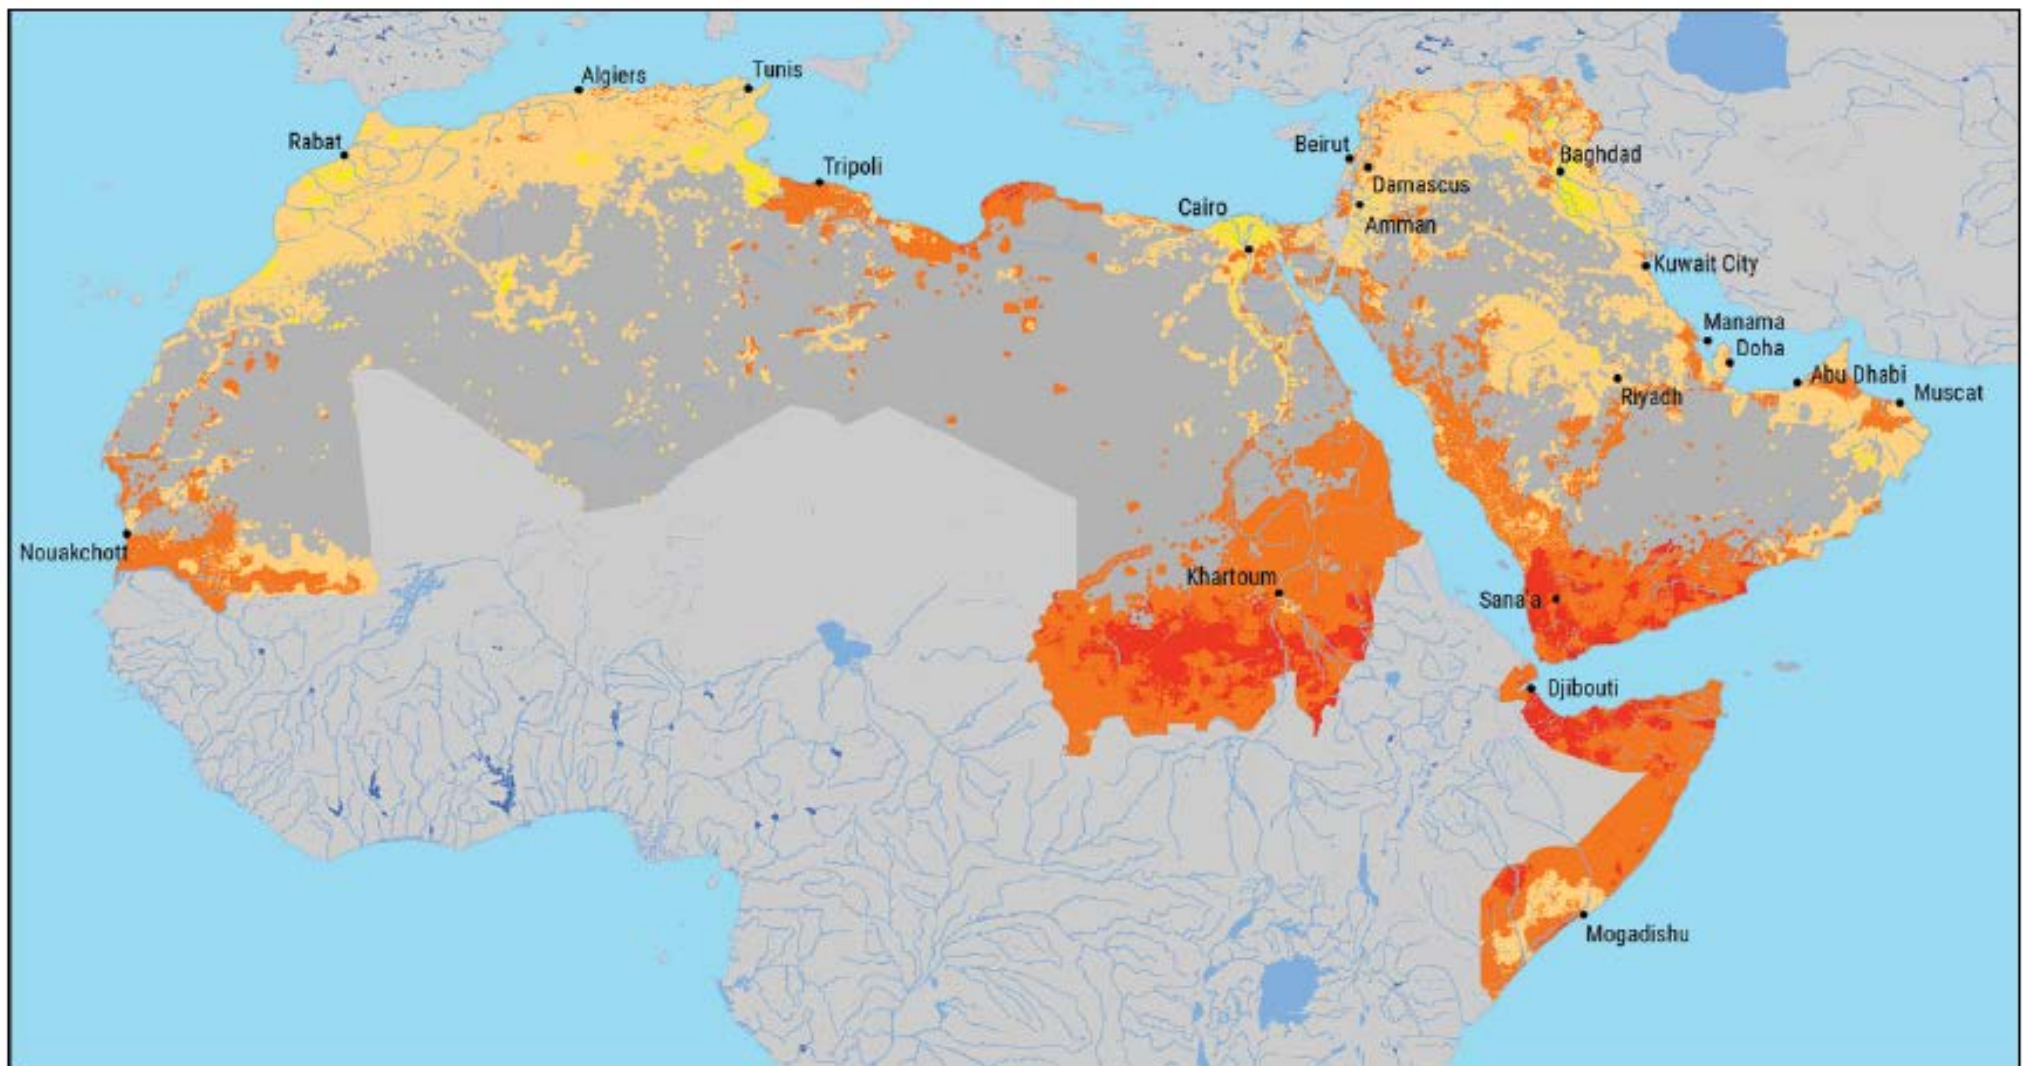 Algiers
Tunis
Rabat
Tripoli
Beirut
Baghdad
Damascus
Cairo
Amman
Kuwait City
Manama
Doha
Abu Dhabi
Muscat
Riyadh
Nouakchott
Khartoum
Sana'a
Djibouti
Mogadishu